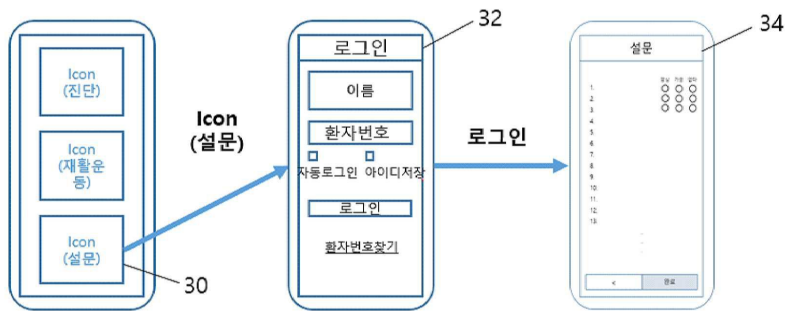 Icon
(진단)
Icon
(재활운
동)
Icon
(설문)
30
Icon
(설문)
로그인
32
이름
환자번호
자동로그인 아이디저장
로그인
환자번호찾기
로그인
설문
34
1.
2.
3.
4.
5.
6.
7.
8.
9.
10.
11.
12.
13.
<
완료